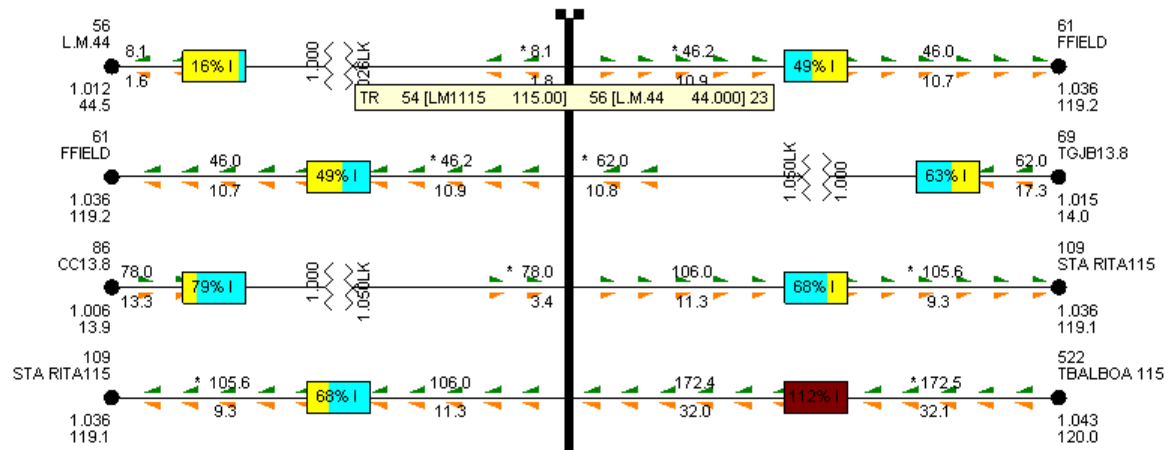 56
L.M.44
8.1
1.6
16% I
1.000
026LK
* 8.1
1.8
* 46.2
10.9
49% I
46.0
10.7
61
FFIELD
1.012
44.5
1.036
119.2
TR 54 [LM1115 115.00] 56 [L.M.44 44.000] 23
61
FFIELD
46.0
10.7
49% I
* 46.2
10.9
* 62.0
10.8
1.050LK
1.000
63% I
62.0
17.3
69
TGJB13.8
1.036
119.2
1.015
14.0
86
CC13.8
78.0
13.3
79% I
1.000
1.050LK
* 78.0
3.4
106.0
11.3
68% I
* 105.6
9.3
109
STA RITA115
1.006
13.9
1.036
119.1
109
STA RITA115
* 105.6
9.3
68% I
106.0
11.3
172.4
32.0
112% I
* 172.5
32.1
522
TBALBOA 115
1.036
119.1
1.043
120.0